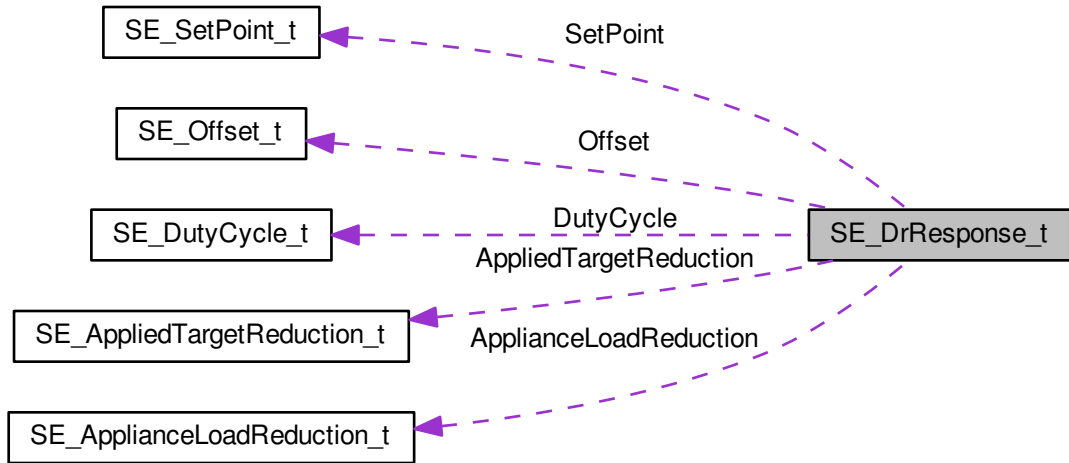 SE_SetPoint_t
SetPoint
SE_Offset_t
Offset
SE_DutyCycle_t
DutyCycle
SE_DrResponse_t
AppliedTargetReduction
SE_AppliedTargetReduction_t
ApplianceLoadReduction
SE_ApplianceLoadReduction_t